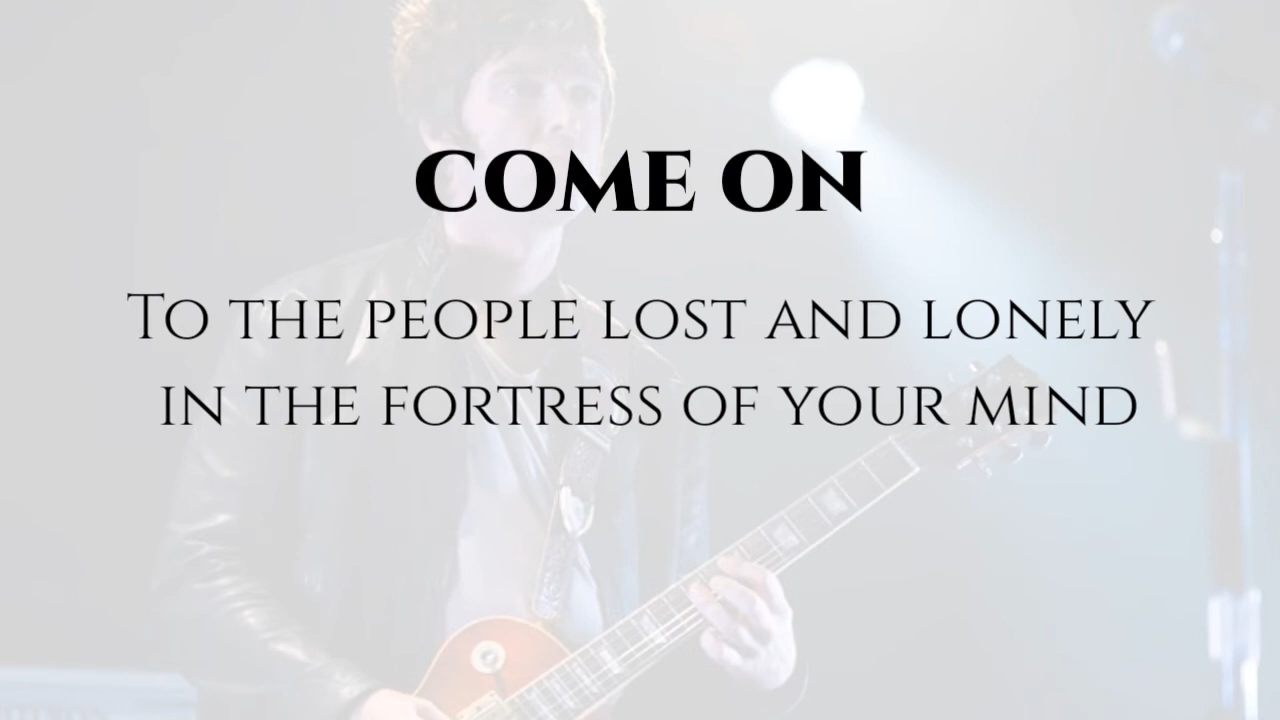 COME ON
TO THE PEOPLE LOST AND LONELY
IN THE FORTRESS OF YOUR MIND